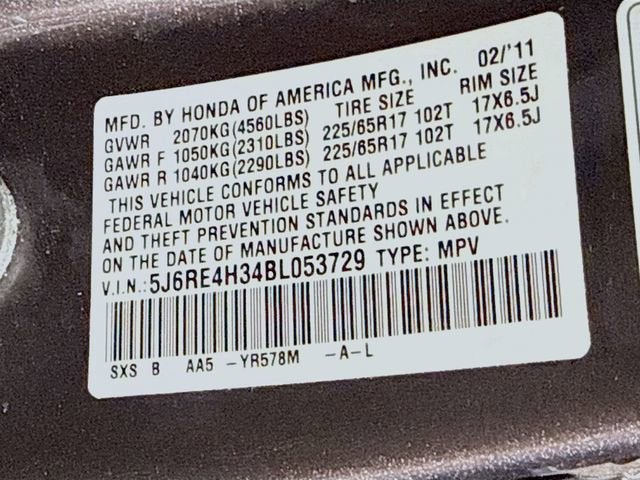 MFD. BY HONDA OF AMERICA MFG., INC. 02/'11
GVWR 2070KG(4560LBS) TIRE SIZE RIM SIZE
GAWR F 1050KG(2310LBS) 225/65R17 102T 17X6.5J
GAWR R 1040KG(2290LBS) 225/65R17 102T 17X6.5J
THIS VEHICLE CONFORMS TO ALL APPLICABLE
FEDERAL MOTOR VEHICLE SAFETY
AND THEFT PREVENTION STANDARDS IN EFFECT
ON THE DATE OF MANUFACTURE SHOWN ABOVE.
V.I.N.:5J6RE4H34BL053729 TYPE: MPV
SXS B AA5 -YR578M -A-L